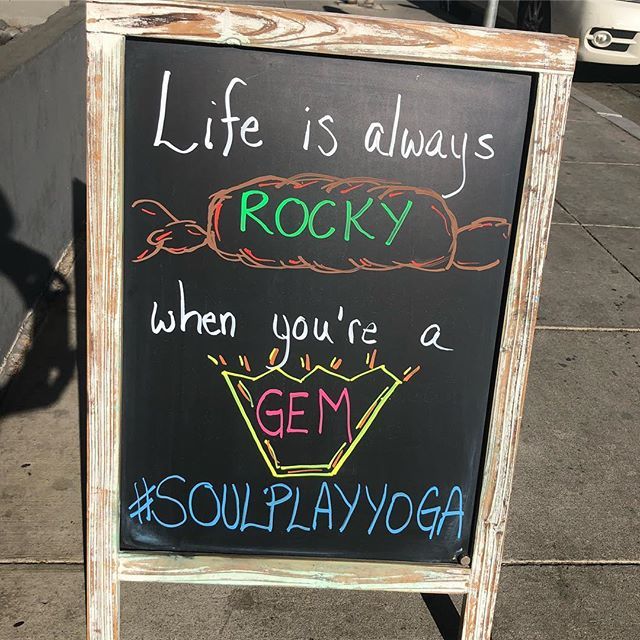 Life is always
ROCKY
when you're a
GEM
#SOULPLAYYOGA